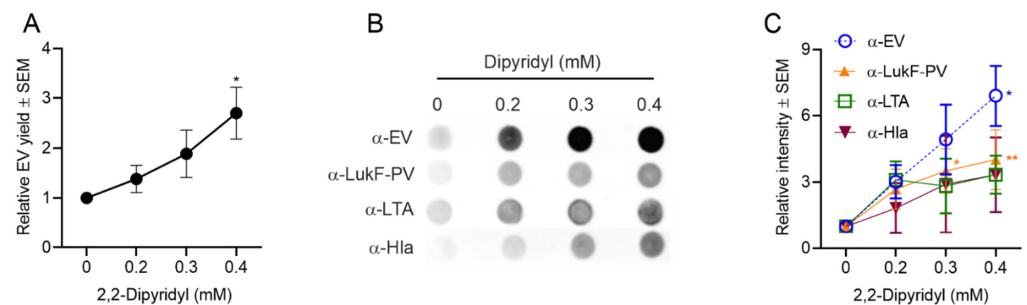 A
Relative EV yield ± SEM
4
3
2
1
0
*
0 0.2 0.3 0.4
2,2-Dipyridyl (mM)
B
Dipyridyl (mM)
0 0.2 0.3 0.4
α-EV
α-LukF-PV
α-LTA
α-Hla
C
α-EV
α-LukF-PV
α-LTA
α-Hla
Relative intensity ± SEM
9
6
3
0
*
*
**
0 0.2 0.3 0.4
2,2-Dipyridyl (mM)